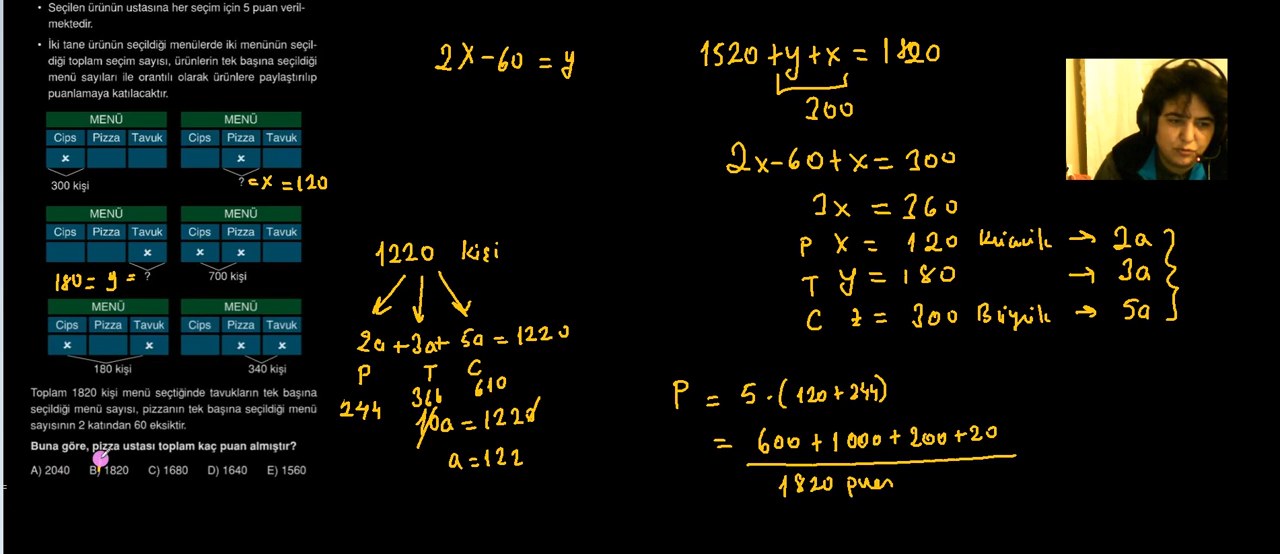 • Seçilen ürünün ustasına her seçim için 5 puan veril-
mektedir.
• İki tane ürünün seçildiği menülerde iki menünün seçil-
diği toplam seçim sayısı, ürünlerin tek başına seçildiği
menü sayıları ile orantılı olarak ürünlere paylaştırılıp
puanlamaya katılacaktır.
MENÜ MENÜ
Cips Pizza Tavuk Cips Pizza Tavuk
x x
300 kişi ? = x = 120
MENÜ MENÜ
Cips Pizza Tavuk Cips Pizza Tavuk
x x x
180 = y = ? 700 kişi
MENÜ MENÜ
Cips Pizza Tavuk Cips Pizza Tavuk
x x x x
180 kişi 340 kişi
Toplam 1820 kişi menü seçtiğinde tavukların tek başına
seçildiği menü sayısı, pizzanın tek başına seçildiği menü
sayısının 2 katından 60 eksiktir.
Buna göre, pizza ustası toplam kaç puan almıştır?
A) 2040 B) 1820 C) 1680 D) 1640 E) 1560
2x-60 = y
1220 kişi
2a+3a+5a=1220
P T C
244 366 610
10a = 1220
a=122
1520+y+x=1820
300
2x-60+x=300
3x = 360
P x = 120 → 2a
T y = 180 → 3a
C z = 300 Büyük → 5a
P = 5.(120+244)
= 600+1000+200+20
1820 puan